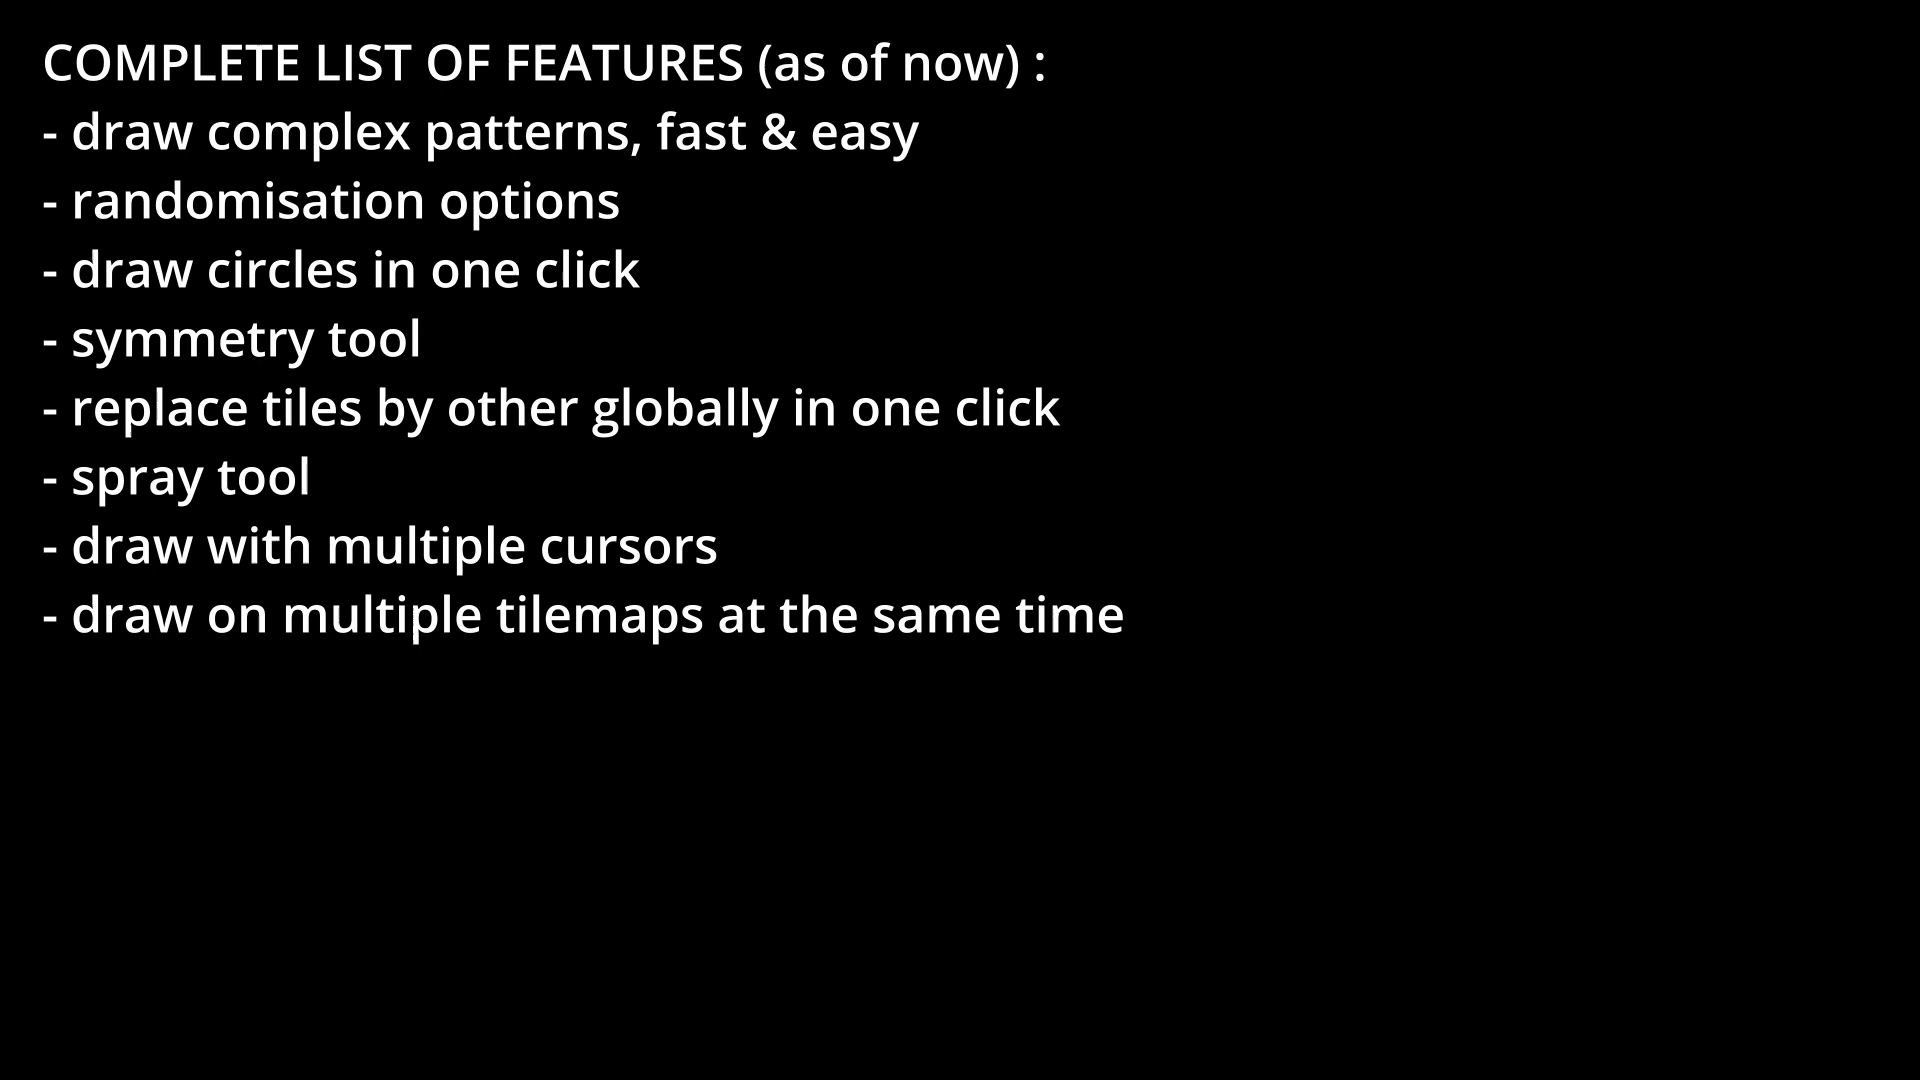 COMPLETE LIST OF FEATURES (as of now) :
- draw complex patterns, fast & easy
- randomisation options
- draw circles in one click
- symmetry tool
- replace tiles by other globally in one click
- spray tool
- draw with multiple cursors
- draw on multiple tilemaps at the same time